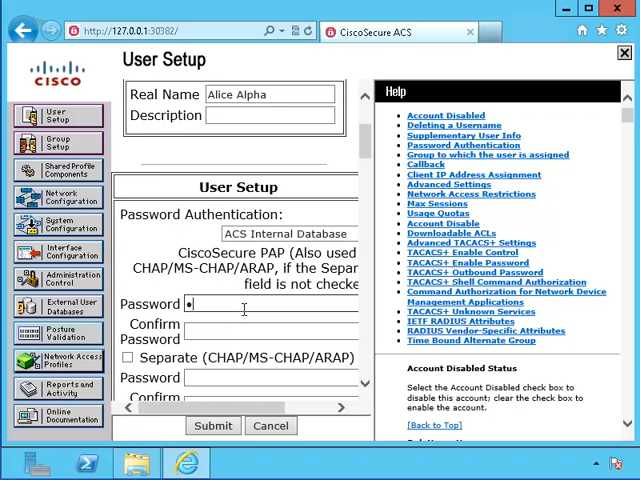 http://127.0.0.1:30382/
CiscoSecure ACS
CISCO
User Setup
User
Setup
Group
Setup
Shared Profile
Components
Network
Configuration
System
Configuration
Interface
Configuration
Administration
Control
External User
Databases
Posture
Validation
Network Access
Profiles
Reports and
Activity
Online
Documentation
Real Name
Alice Alpha
Description
User Setup
Password Authentication:
ACS Internal Database
CiscoSecure PAP (Also used
CHAP/MS-CHAP/ARAP, if the Separ
field is not checke
Password •
Confirm
Password
Separate (CHAP/MS-CHAP/ARAP)
Password
Confirm
Submit
Cancel
Help
Account Disabled
Deleting a Username
Supplementary User Info
Password Authentication
Group to which the user is assigned
Callback
Client IP Address Assignment
Advanced Settings
Network Access Restrictions
Max Sessions
Usage Quotas
Account Disable
Downloadable ACLs
Advanced TACACS+ Settings
TACACS+ Enable Control
TACACS+ Enable Password
TACACS+ Outbound Password
TACACS+ Shell Command Authorization
Command Authorization for Network Device
Management Applications
TACACS+ Unknown Services
IETF RADIUS Attributes
RADIUS Vendor-Specific Attributes
Time Bound Alternate Group
Account Disabled Status
Select the Account Disabled check box to
disable this account; clear the check box to
enable the account.
[Back to Top]